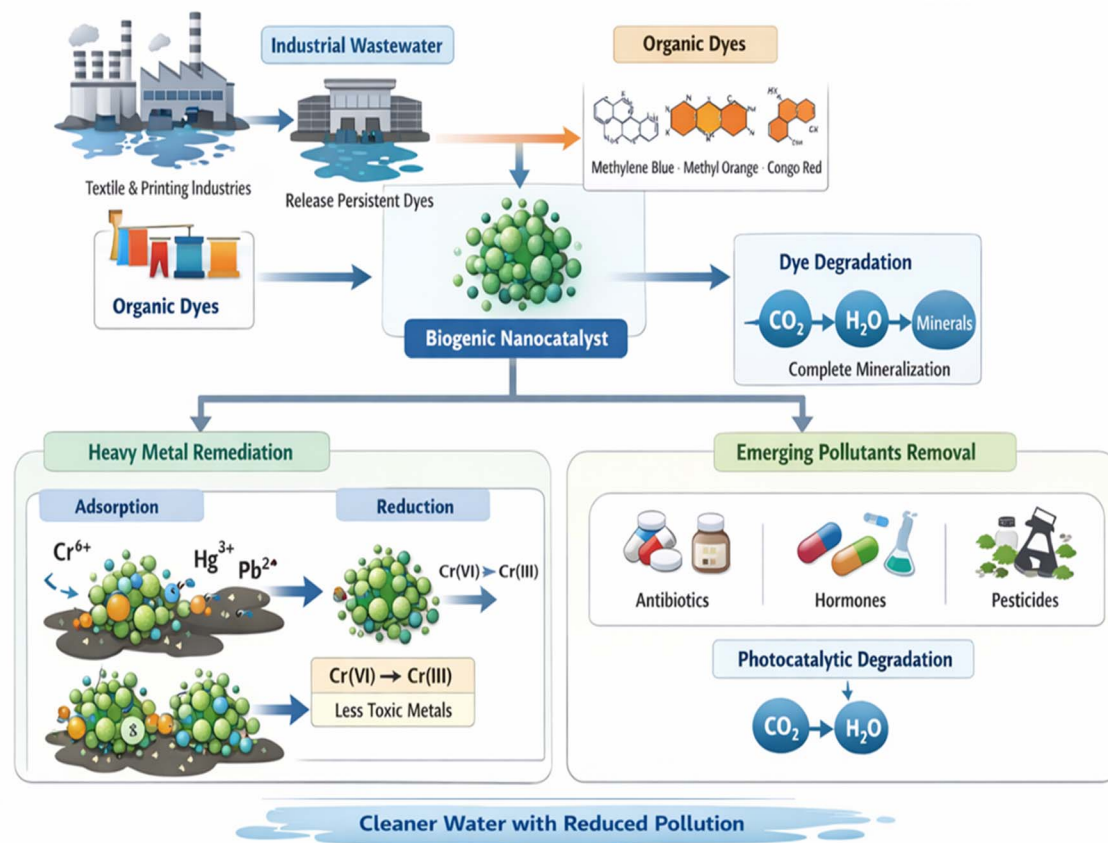 Industrial Wastewater
Organic Dyes
Textile & Printing Industries
Release Persistent Dyes
Methylene Blue · Methyl Orange · Congo Red
Organic Dyes
Biogenic Nanocatalyst
Dye Degradation
CO₂
H₂O
Minerals
Complete Mineralization
Heavy Metal Remediation
Adsorption
Reduction
Cr⁶⁺
Hg³⁺
Pb²
Cr(VI) ➤ Cr(III)
Cr(VI) → Cr(III)
Less Toxic Metals
8
Emerging Pollutants Removal
Antibiotics
Hormones
Pesticides
Photocatalytic Degradation
CO₂
H₂O
Cleaner Water with Reduced Pollution